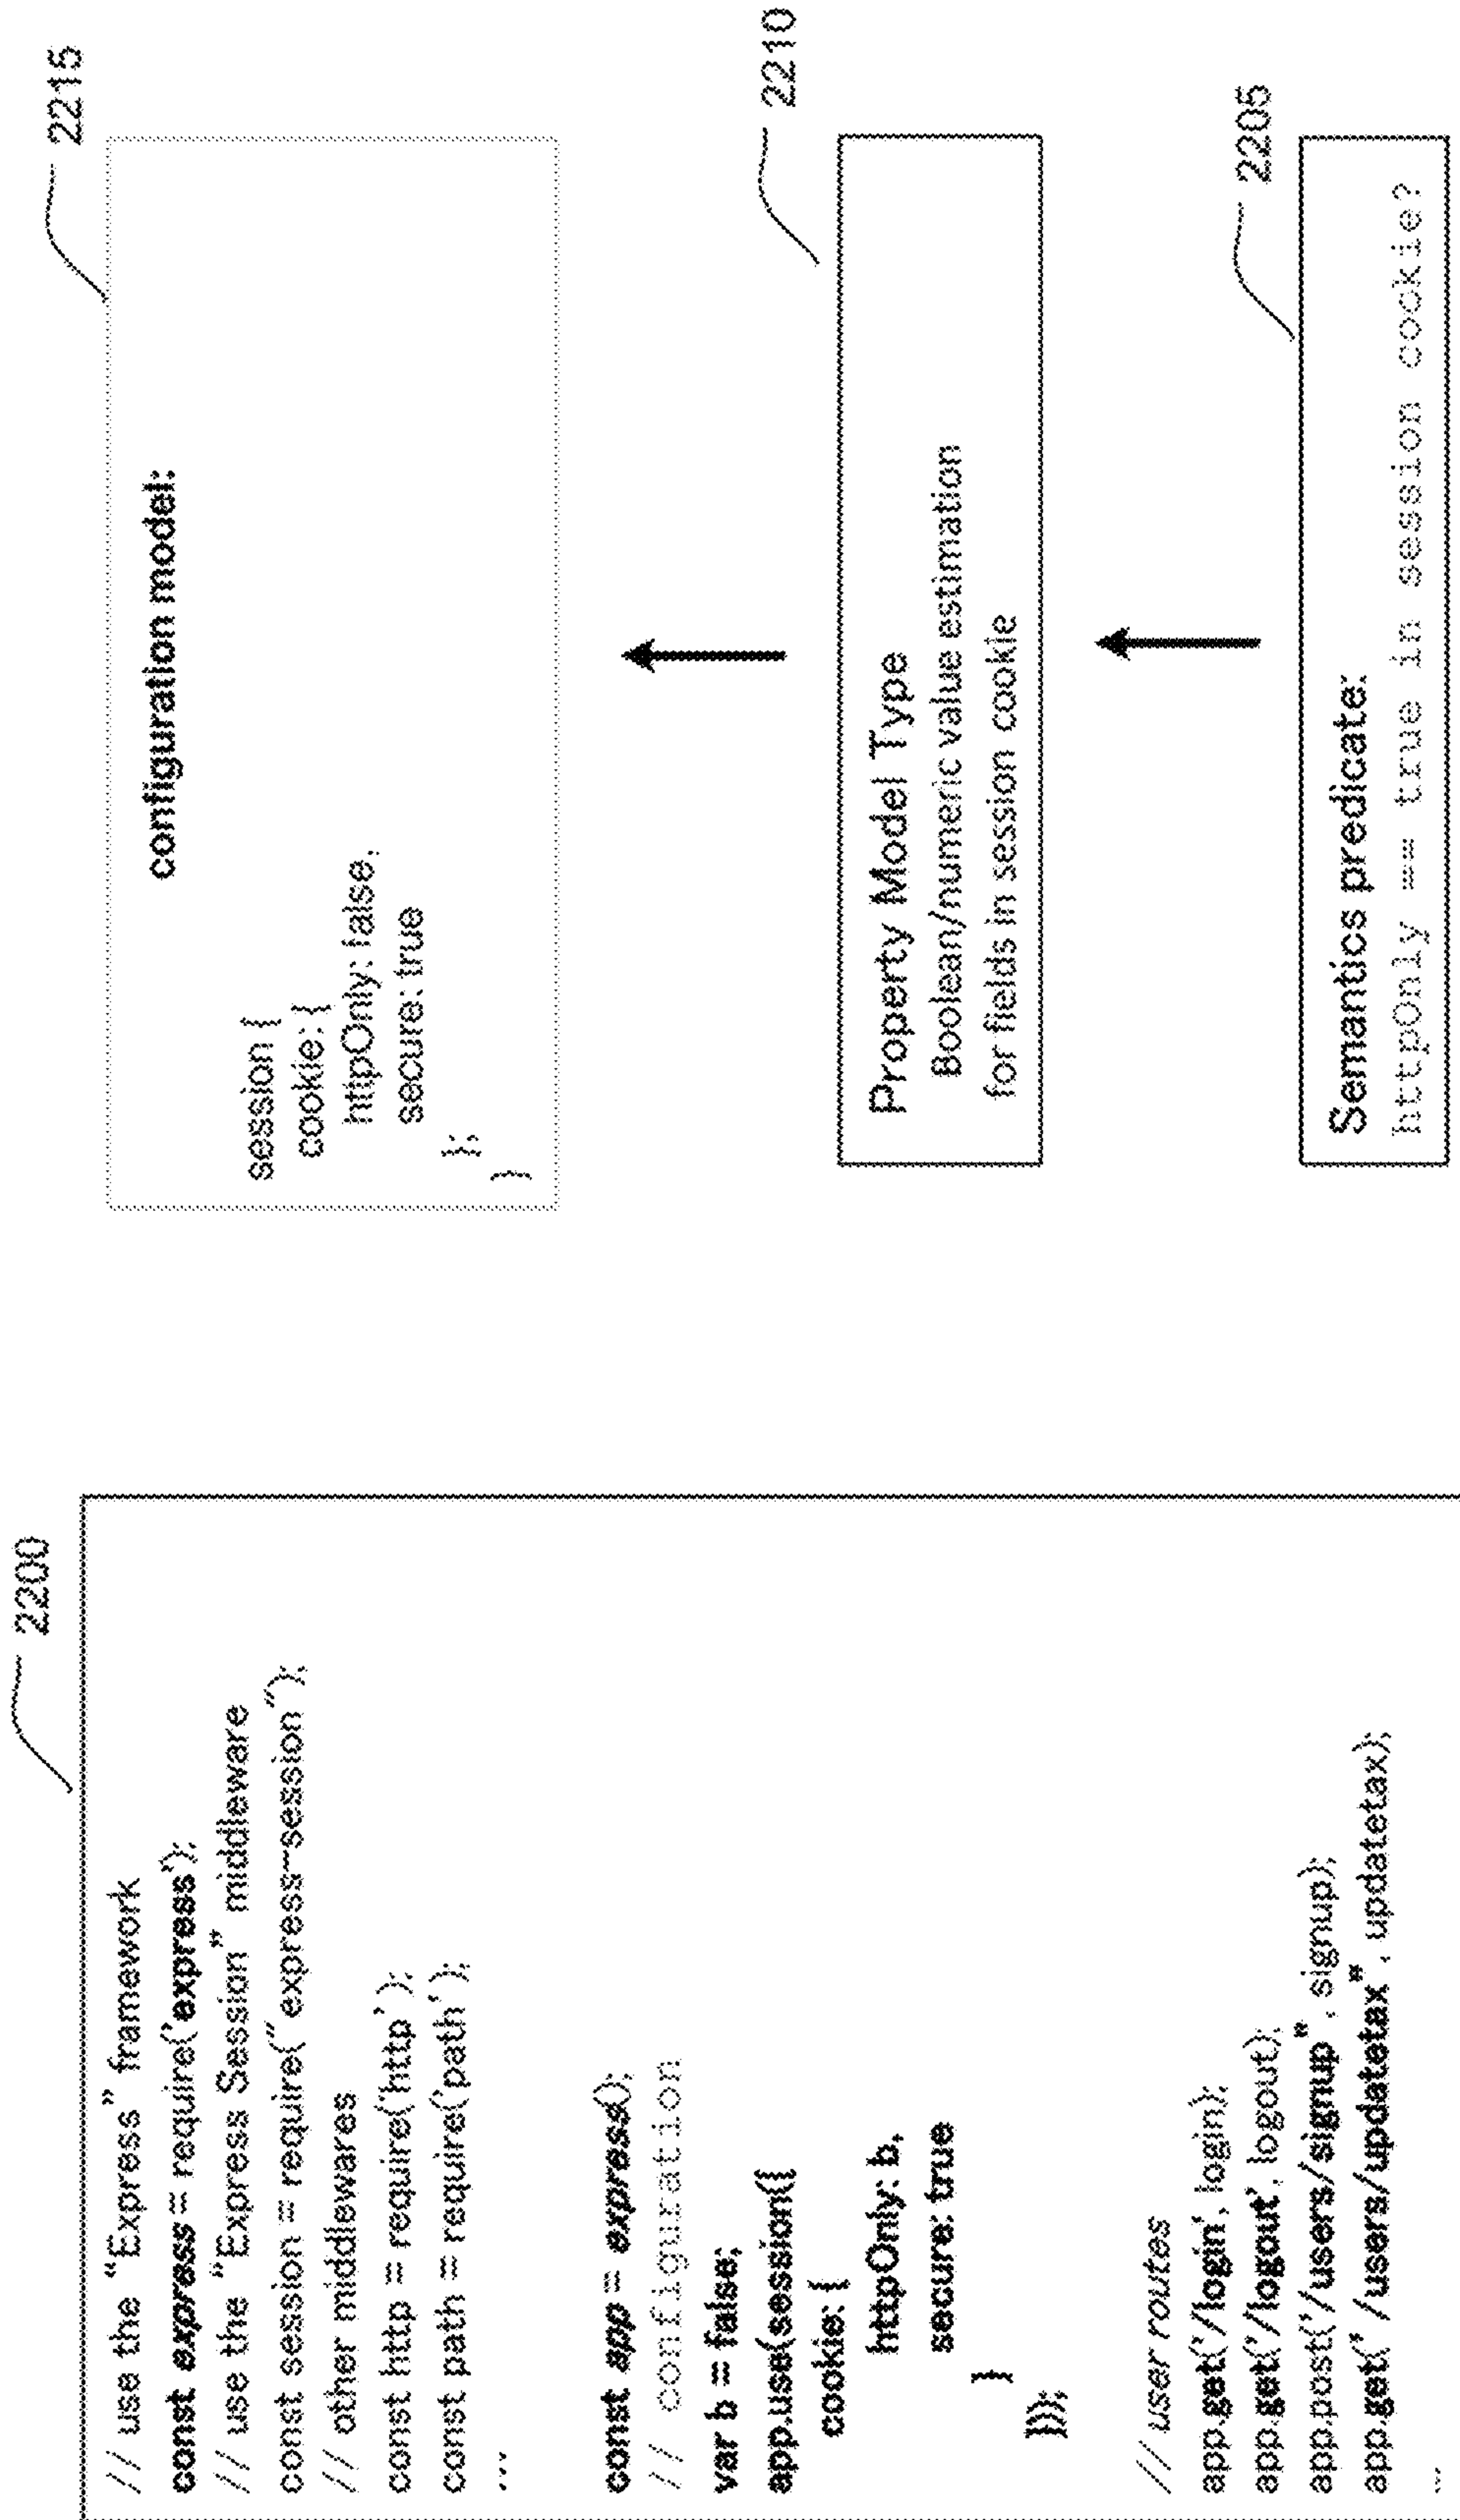 2200
// use the “Express” framework
const express = require('express');
// use the “Express Session” middleware
const session = require(“express-session”);
// other middlewares
const http = require('http');
const path = require('path');
...
const app = express();
// configuration
var b = false;
app.use(session({
cookie: {
httpOnly: b,
secure: true
}
}));
// user routes
app.get('/login', login);
app.get('/logout', logout);
app.post('/users/signup”, signup);
app.get(“/users/updatetax”, updatetax);
...
2215
configuration model:
session {
cookie: {
httpOnly: false,
secure: true
};
}
2210
Property Model Type
Boolean/numeric value estimation
for fields in session cookie
2205
Semantics predicate:
httpOnly == true in session cookie?